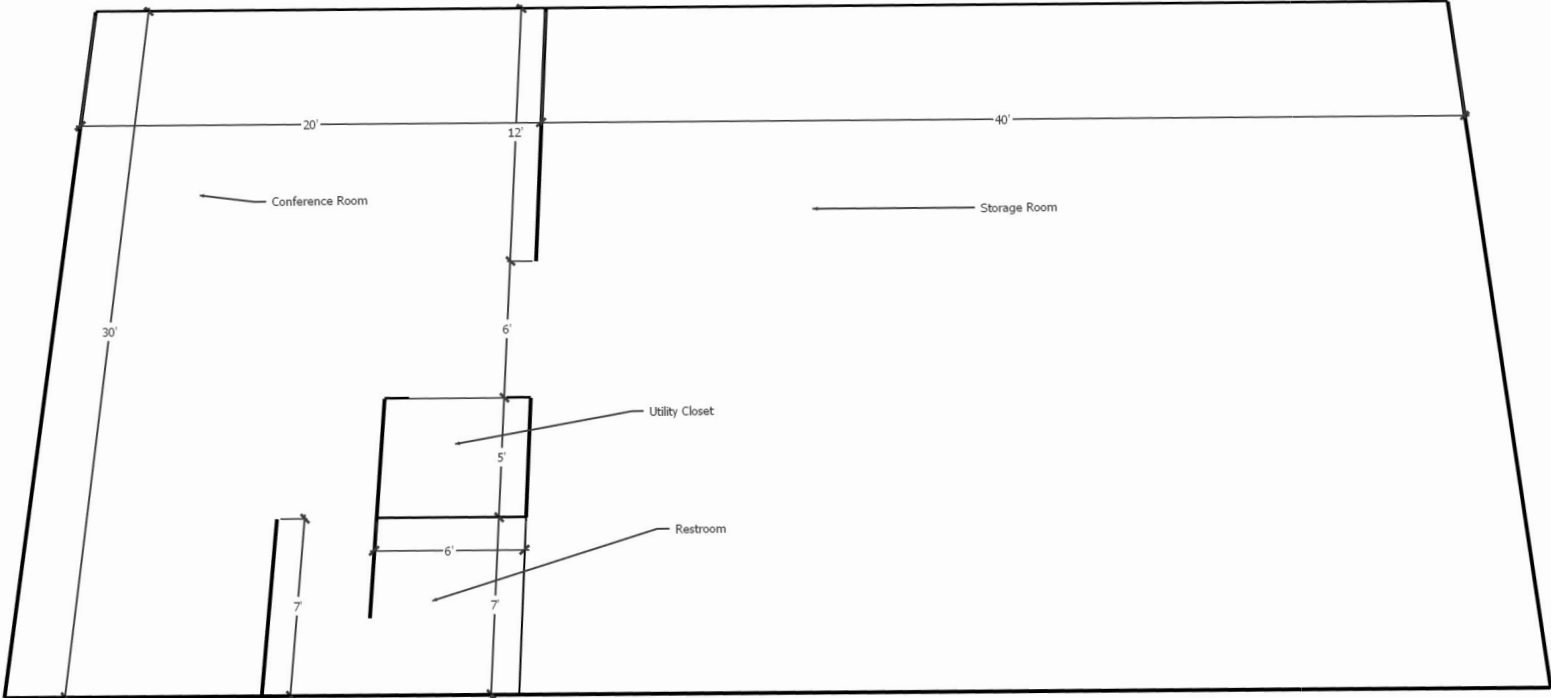 20'
12'
40'
Conference Room
Storage Room
30'
6'
Utility Closet
5'
Restroom
6'
7'
7'